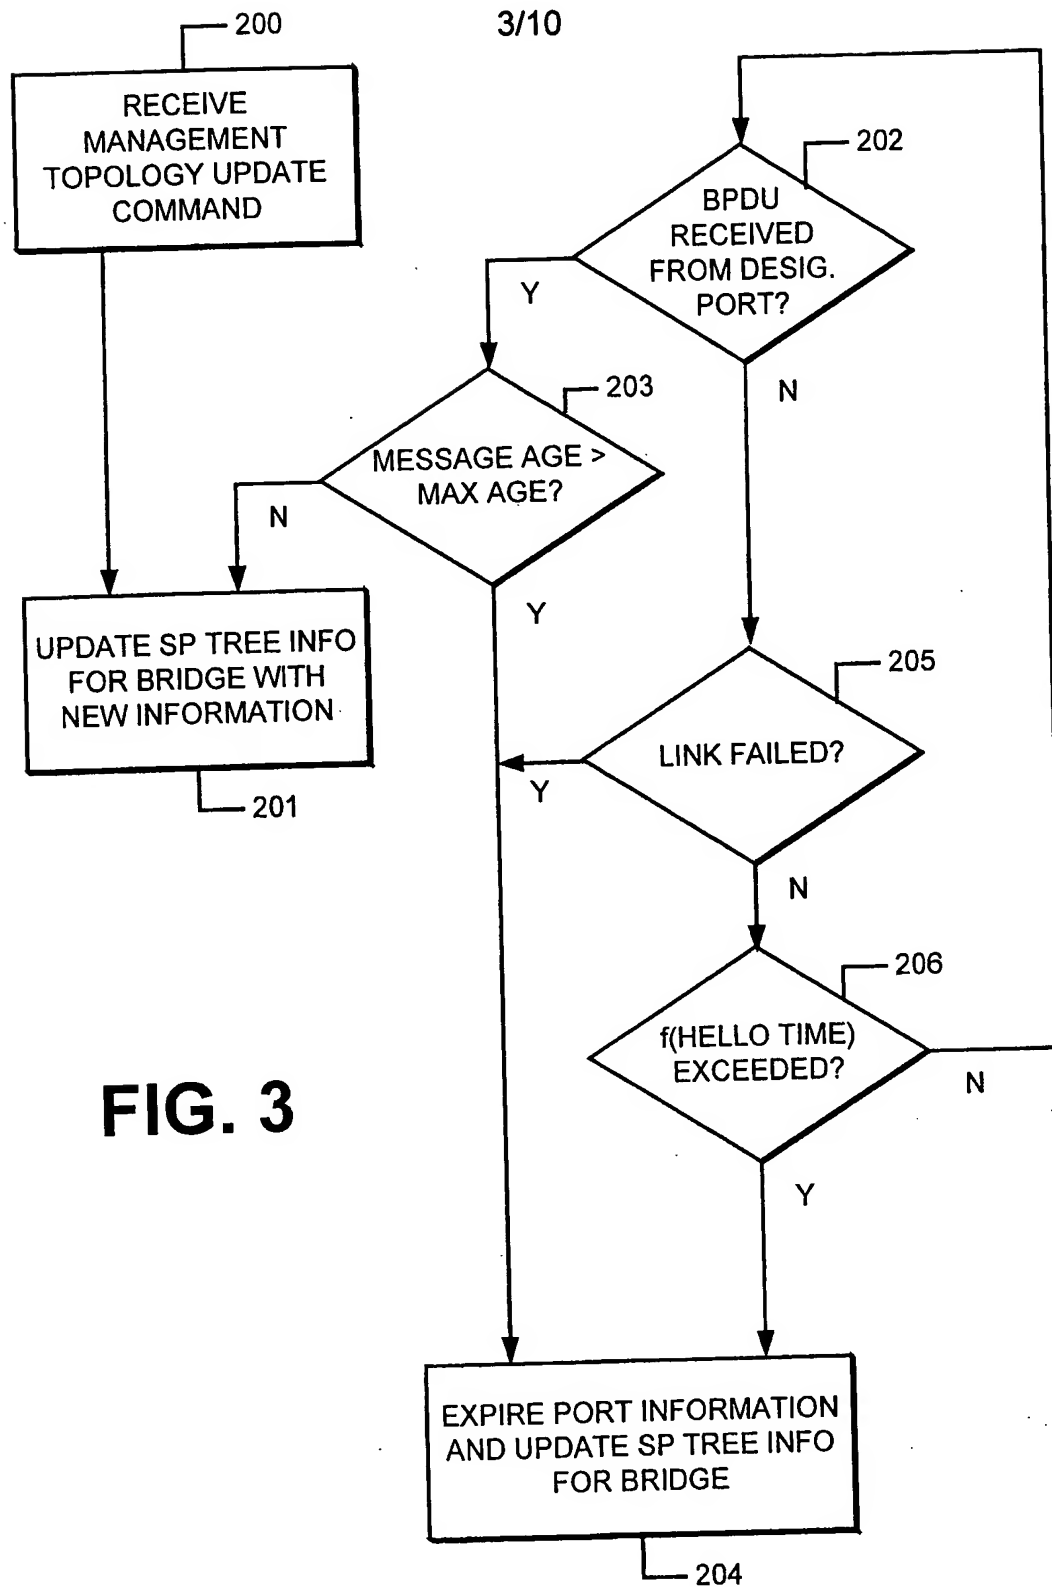 3/10
200
RECEIVE
MANAGEMENT
TOPOLOGY UPDATE
COMMAND
202
BPDU
RECEIVED
FROM DESIG.
PORT?
Y
N
203
MESSAGE AGE >
MAX AGE?
N
Y
UPDATE SP TREE INFO
FOR BRIDGE WITH
NEW INFORMATION
201
205
LINK FAILED?
Y
N
206
f(HELLO TIME)
EXCEEDED?
N
Y
FIG. 3
EXPIRE PORT INFORMATION
AND UPDATE SP TREE INFO
FOR BRIDGE
204